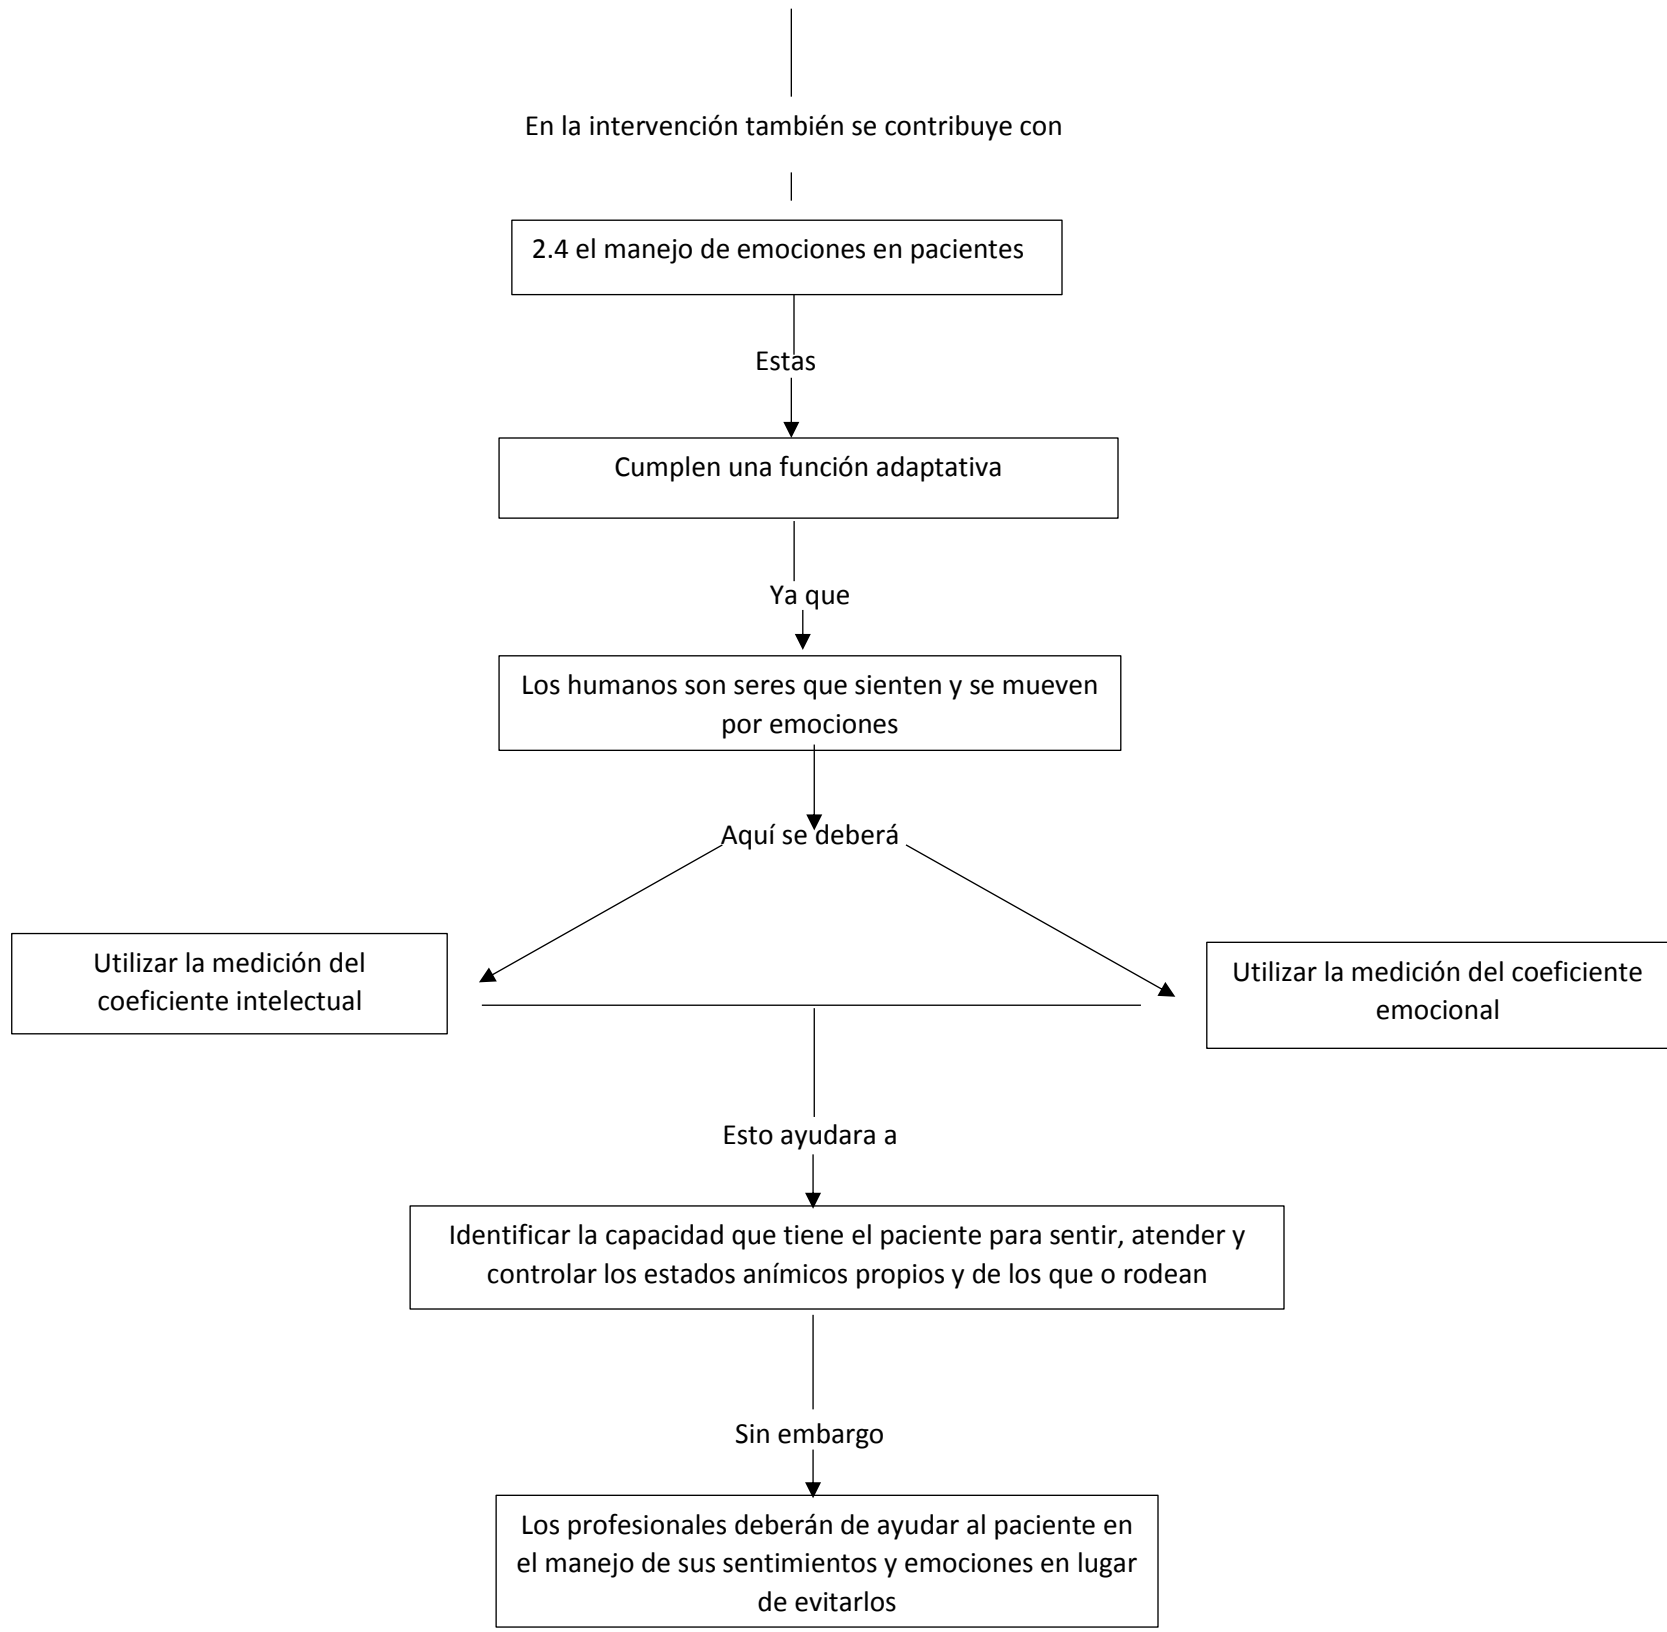 En la intervención también se contribuye con
2.4 el manejo de emociones en pacientes
Estas
Cumplen una función adaptativa
Ya que
Los humanos son seres que sienten y se mueven
por emociones
Aquí se deberá
Utilizar la medición del
coeficiente intelectual
Utilizar la medición del coeficiente
emocional
Esto ayudara a
Identificar la capacidad que tiene el paciente para sentir, atender y
controlar los estados anímicos propios y de los que o rodean
Sin embargo
Los profesionales deberán de ayudar al paciente en
el manejo de sus sentimientos y emociones en lugar
de evitarlos